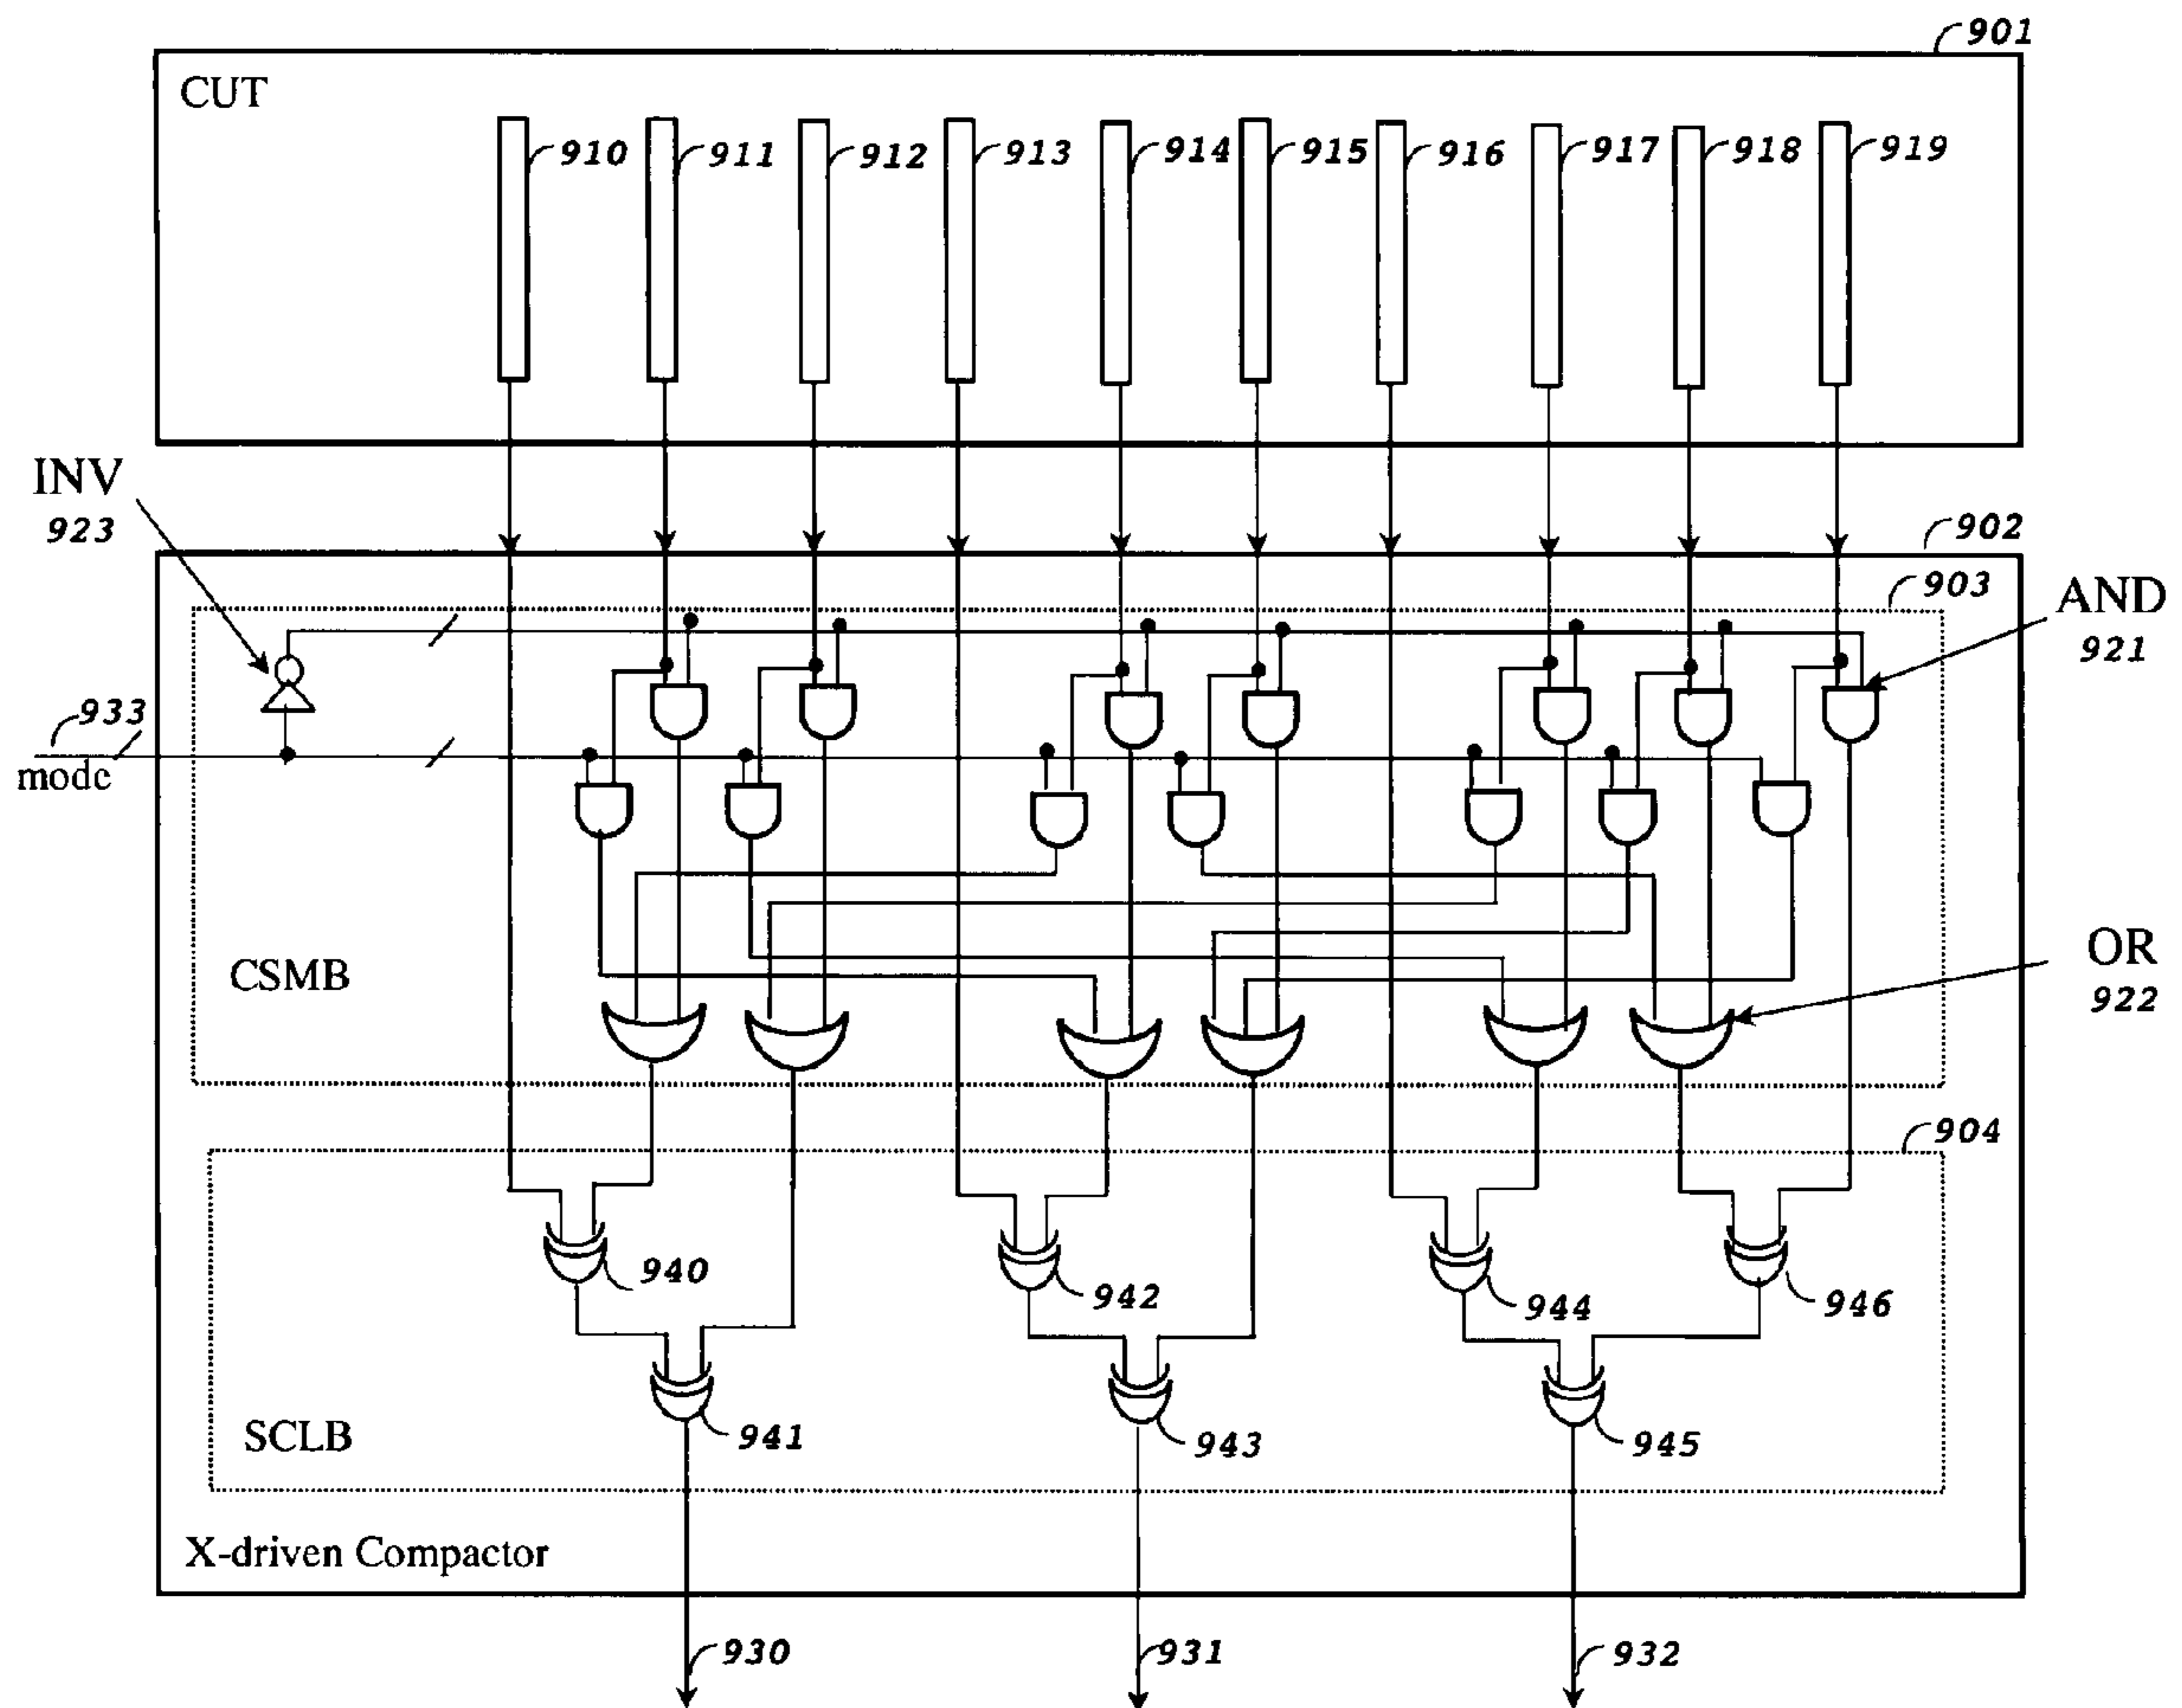 901
CUT
910 911 912 913 914 915 916 917 918 919
INV
923
902
903
AND
921
933
mode
OR
922
CSMB
904
940
942
944
946
SCLB
941
943
945
X-driven Compactor
930
931
932